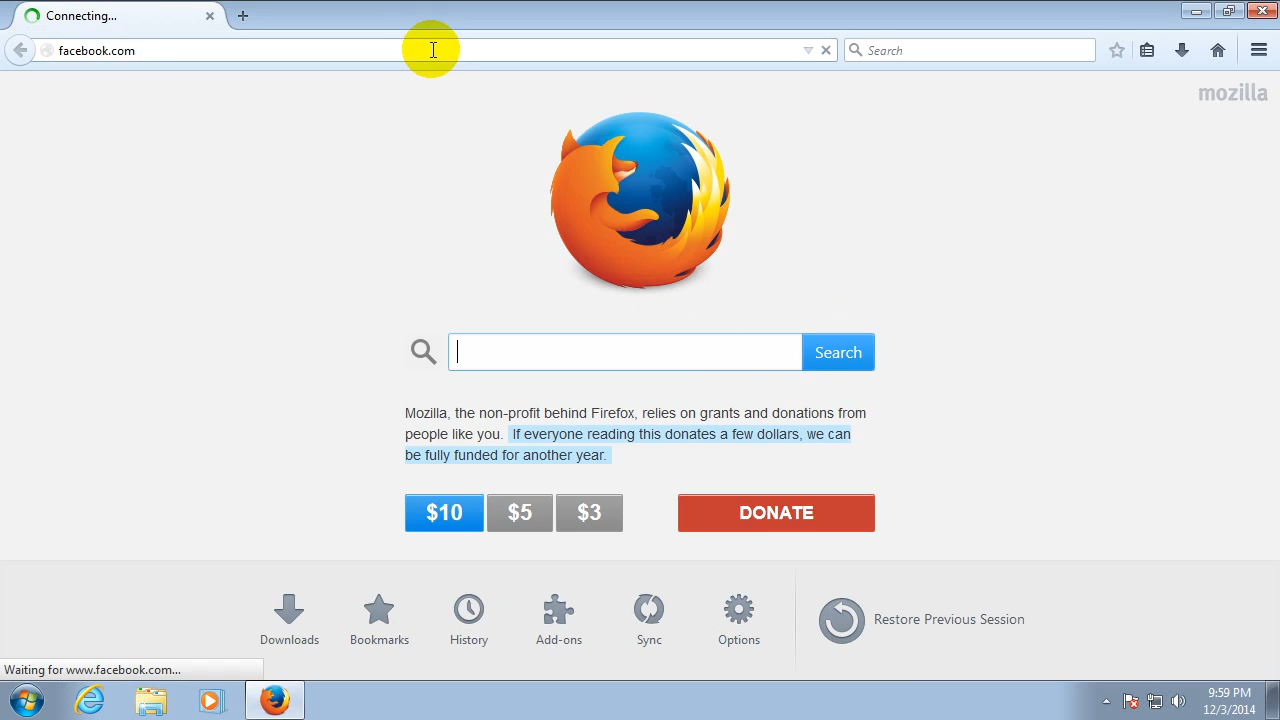 Connecting...
facebook.com
Search
mozilla
Search
Mozilla, the non-profit behind Firefox, relies on grants and donations from
people like you. If everyone reading this donates a few dollars, we can
be fully funded for another year.
$10 $5 $3 DONATE
Downloads Bookmarks History Add-ons Sync Options Restore Previous Session
Waiting for www.facebook.com...
9:59 PM
12/3/2014